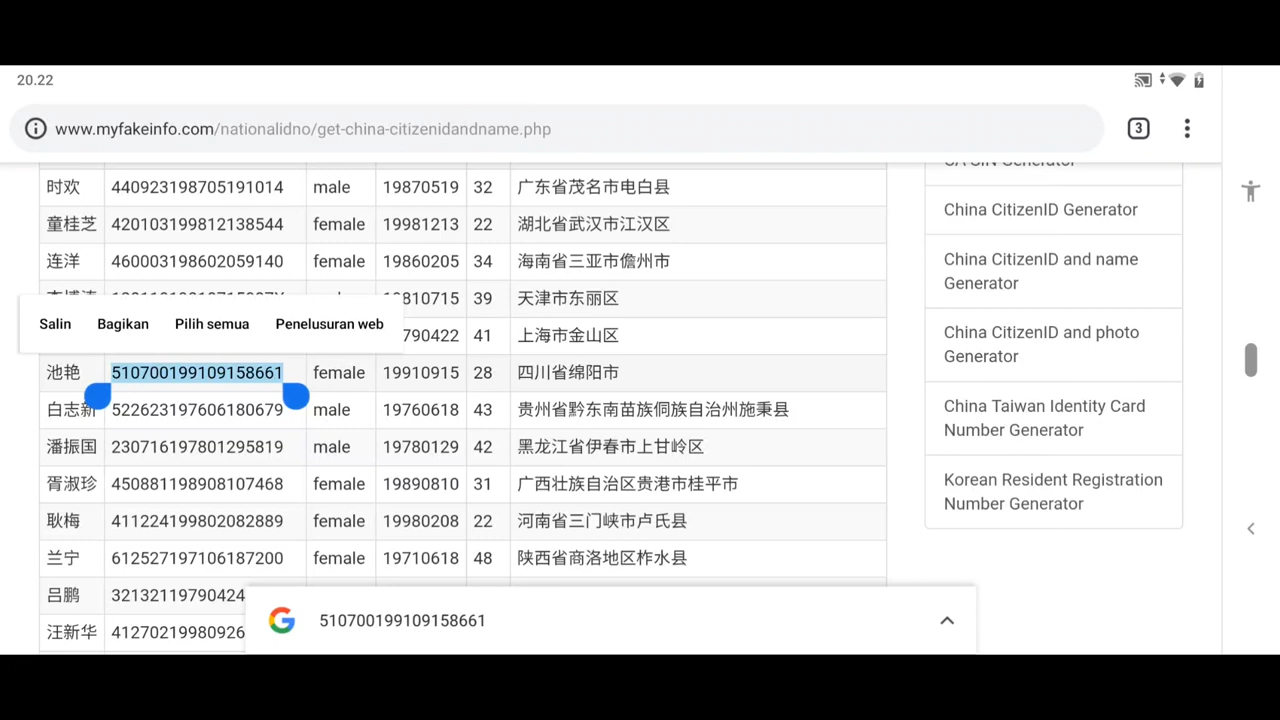 20.22
www.myfakeinfo.com/nationalidno/get-china-citizenidandname.php
3
时欢 440923198705191014 male 19870519 32 广东省茂名市电白县
童桂芝 420103199812138544 female 19981213 22 湖北省武汉市江汉区
China CitizenID Generator
连洋 460003198602059140 female 19860205 34 海南省三亚市儋州市
China CitizenID and name Generator
810715 39 天津市东丽区
Salin Bagikan Pilih semua Penelusuran web
790422 41 上海市金山区
China CitizenID and photo Generator
池艳 510700199109158661 female 19910915 28 四川省绵阳市
白志新 522623197606180679 male 19760618 43 贵州省黔东南苗族侗族自治州施秉县
China Taiwan Identity Card Number Generator
潘振国 230716197801295819 male 19780129 42 黑龙江省伊春市上甘岭区
胥淑珍 450881198908107468 female 19890810 31 广西壮族自治区贵港市桂平市
Korean Resident Registration Number Generator
耿梅 411224199802082889 female 19980208 22 河南省三门峡市卢氏县
兰宁 612527197106187200 female 19710618 48 陕西省商洛地区柞水县
吕鹏 32132119790424
510700199109158661
汪新华 41270219980926